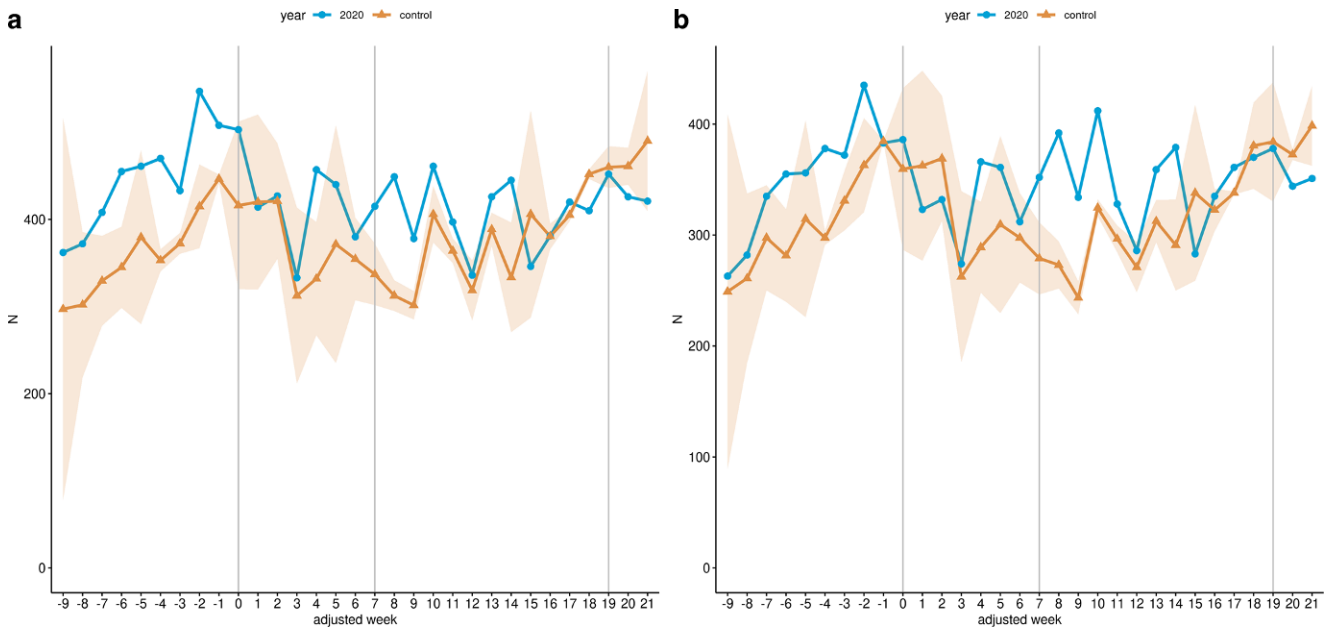 a
year 2020 control
N
400
200
0
-9 -8 -7 -6 -5 -4 -3 -2 -1 0 1 2 3 4 5 6 7 8 9 10 11 12 13 14 15 16 17 18 19 20 21
adjusted week
b
year 2020 control
N
400
300
200
100
0
-9 -8 -7 -6 -5 -4 -3 -2 -1 0 1 2 3 4 5 6 7 8 9 10 11 12 13 14 15 16 17 18 19 20 21
adjusted week